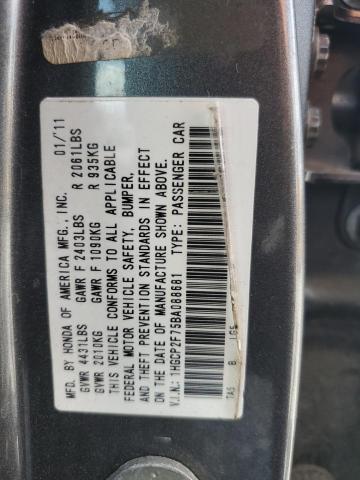 MFD. BY HONDA OF AMERICA MFG., INC. 01/11
GVWR 4431LBS GAWR F 2403LBS R 2061LBS
GVWR 2010KG GAWR F 1090KG R 935KG
THIS VEHICLE CONFORMS TO ALL APPLICABLE
FEDERAL MOTOR VEHICLE SAFETY, BUMPER,
AND THEFT PREVENTION STANDARDS IN EFFECT
ON THE DATE OF MANUFACTURE SHOWN ABOVE.
V.I.N.: 1HGCP2F75BA088681 TYPE: PASSENGER CAR
TA5 B IGS